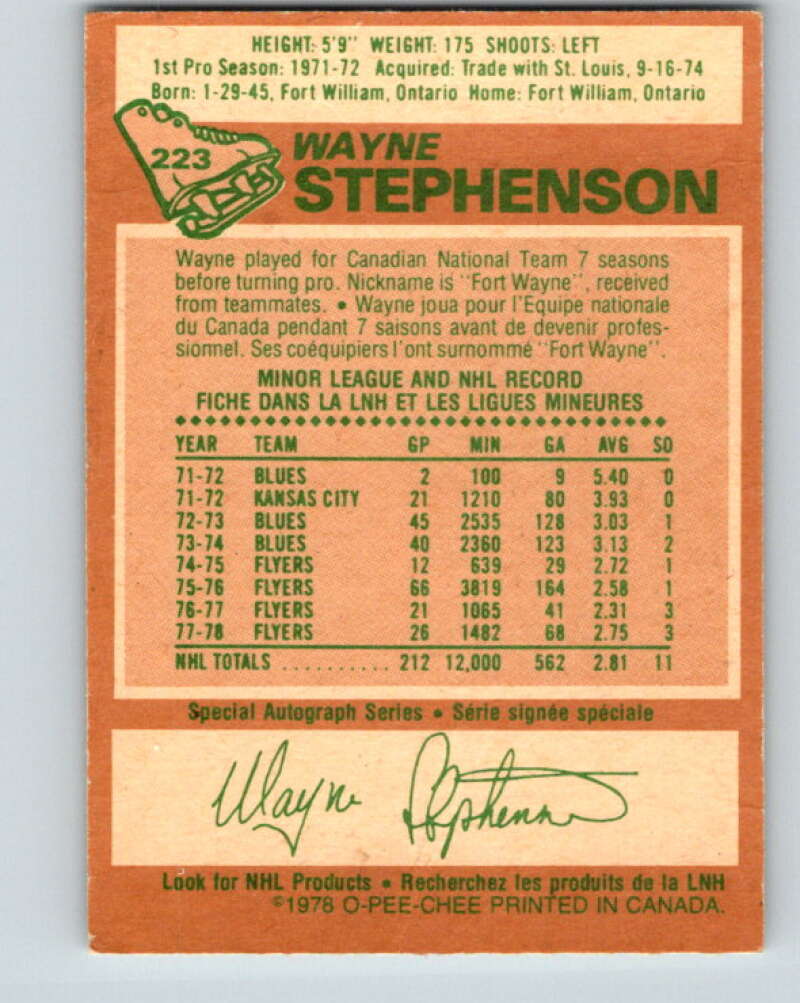 HEIGHT: 5'9" WEIGHT: 175 SHOOTS: LEFT
1st Pro Season: 1971-72 Acquired: Trade with St. Louis, 9-16-74
Born: 1-29-45, Fort William, Ontario Home: Fort William, Ontario
223
WAYNE
STEPHENSON
Wayne played for Canadian National Team 7 seasons
before turning pro. Nickname is "Fort Wayne", received
from teammates. • Wayne joua pour l'Equipe nationale
du Canada pendant 7 saisons avant de devenir profes-
sionnel. Ses coéquipiers l'ont surnommé "Fort Wayne".
MINOR LEAGUE AND NHL RECORD
FICHE DANS LA LNH ET LES LIGUES MINEURES
YEAR TEAM GP MIN GA AVG SO
71-72 BLUES 2 100 9 5.40 0
71-72 KANSAS CITY 21 1210 80 3.93 0
72-73 BLUES 45 2535 128 3.03 1
73-74 BLUES 40 2360 123 3.13 2
74-75 FLYERS 12 639 29 2.72 1
75-76 FLYERS 66 3819 164 2.58 1
76-77 FLYERS 21 1065 41 2.31 3
77-78 FLYERS 26 1482 68 2.75 3
NHL TOTALS .......... 212 12,000 562 2.81 11
Special Autograph Series • Série signée spéciale
Wayne Stephenson
Look for NHL Products • Recherchez les produits de la LNH
©1978 O-PEE-CHEE PRINTED IN CANADA.